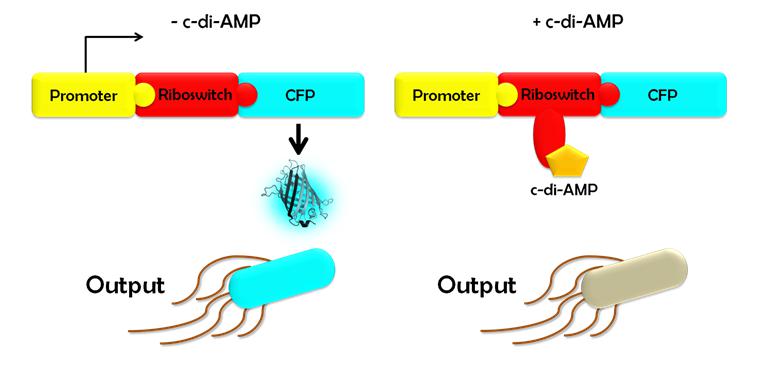 - c-di-AMP
Promoter Riboswitch CFP
Output
+ c-di-AMP
Promoter Riboswitch CFP
c-di-AMP
Output